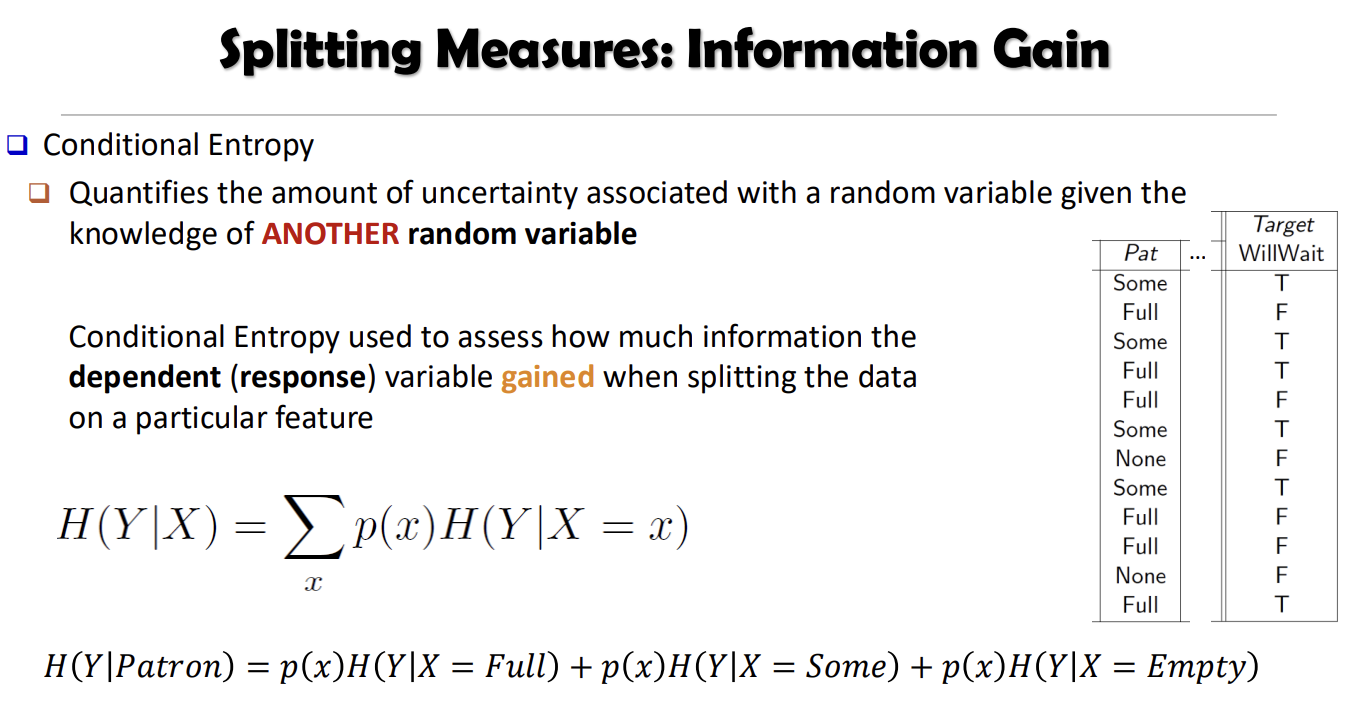 Splitting Measures: Information Gain
Conditional Entropy
Quantifies the amount of uncertainty associated with a random variable given the
knowledge of ANOTHER random variable
Conditional Entropy used to assess how much information the
dependent (response) variable gained when splitting the data
on a particular feature
H(Y|X) = ∑ p(x)H(Y|X = x)
x
Target
Pat ... WillWait
Some T
Full F
Some T
Full T
Full F
Some T
None F
Some T
Full F
Full F
None F
Full T
H(Y|Patron) = p(x)H(Y|X = Full) + p(x)H(Y|X = Some) + p(x)H(Y|X = Empty)